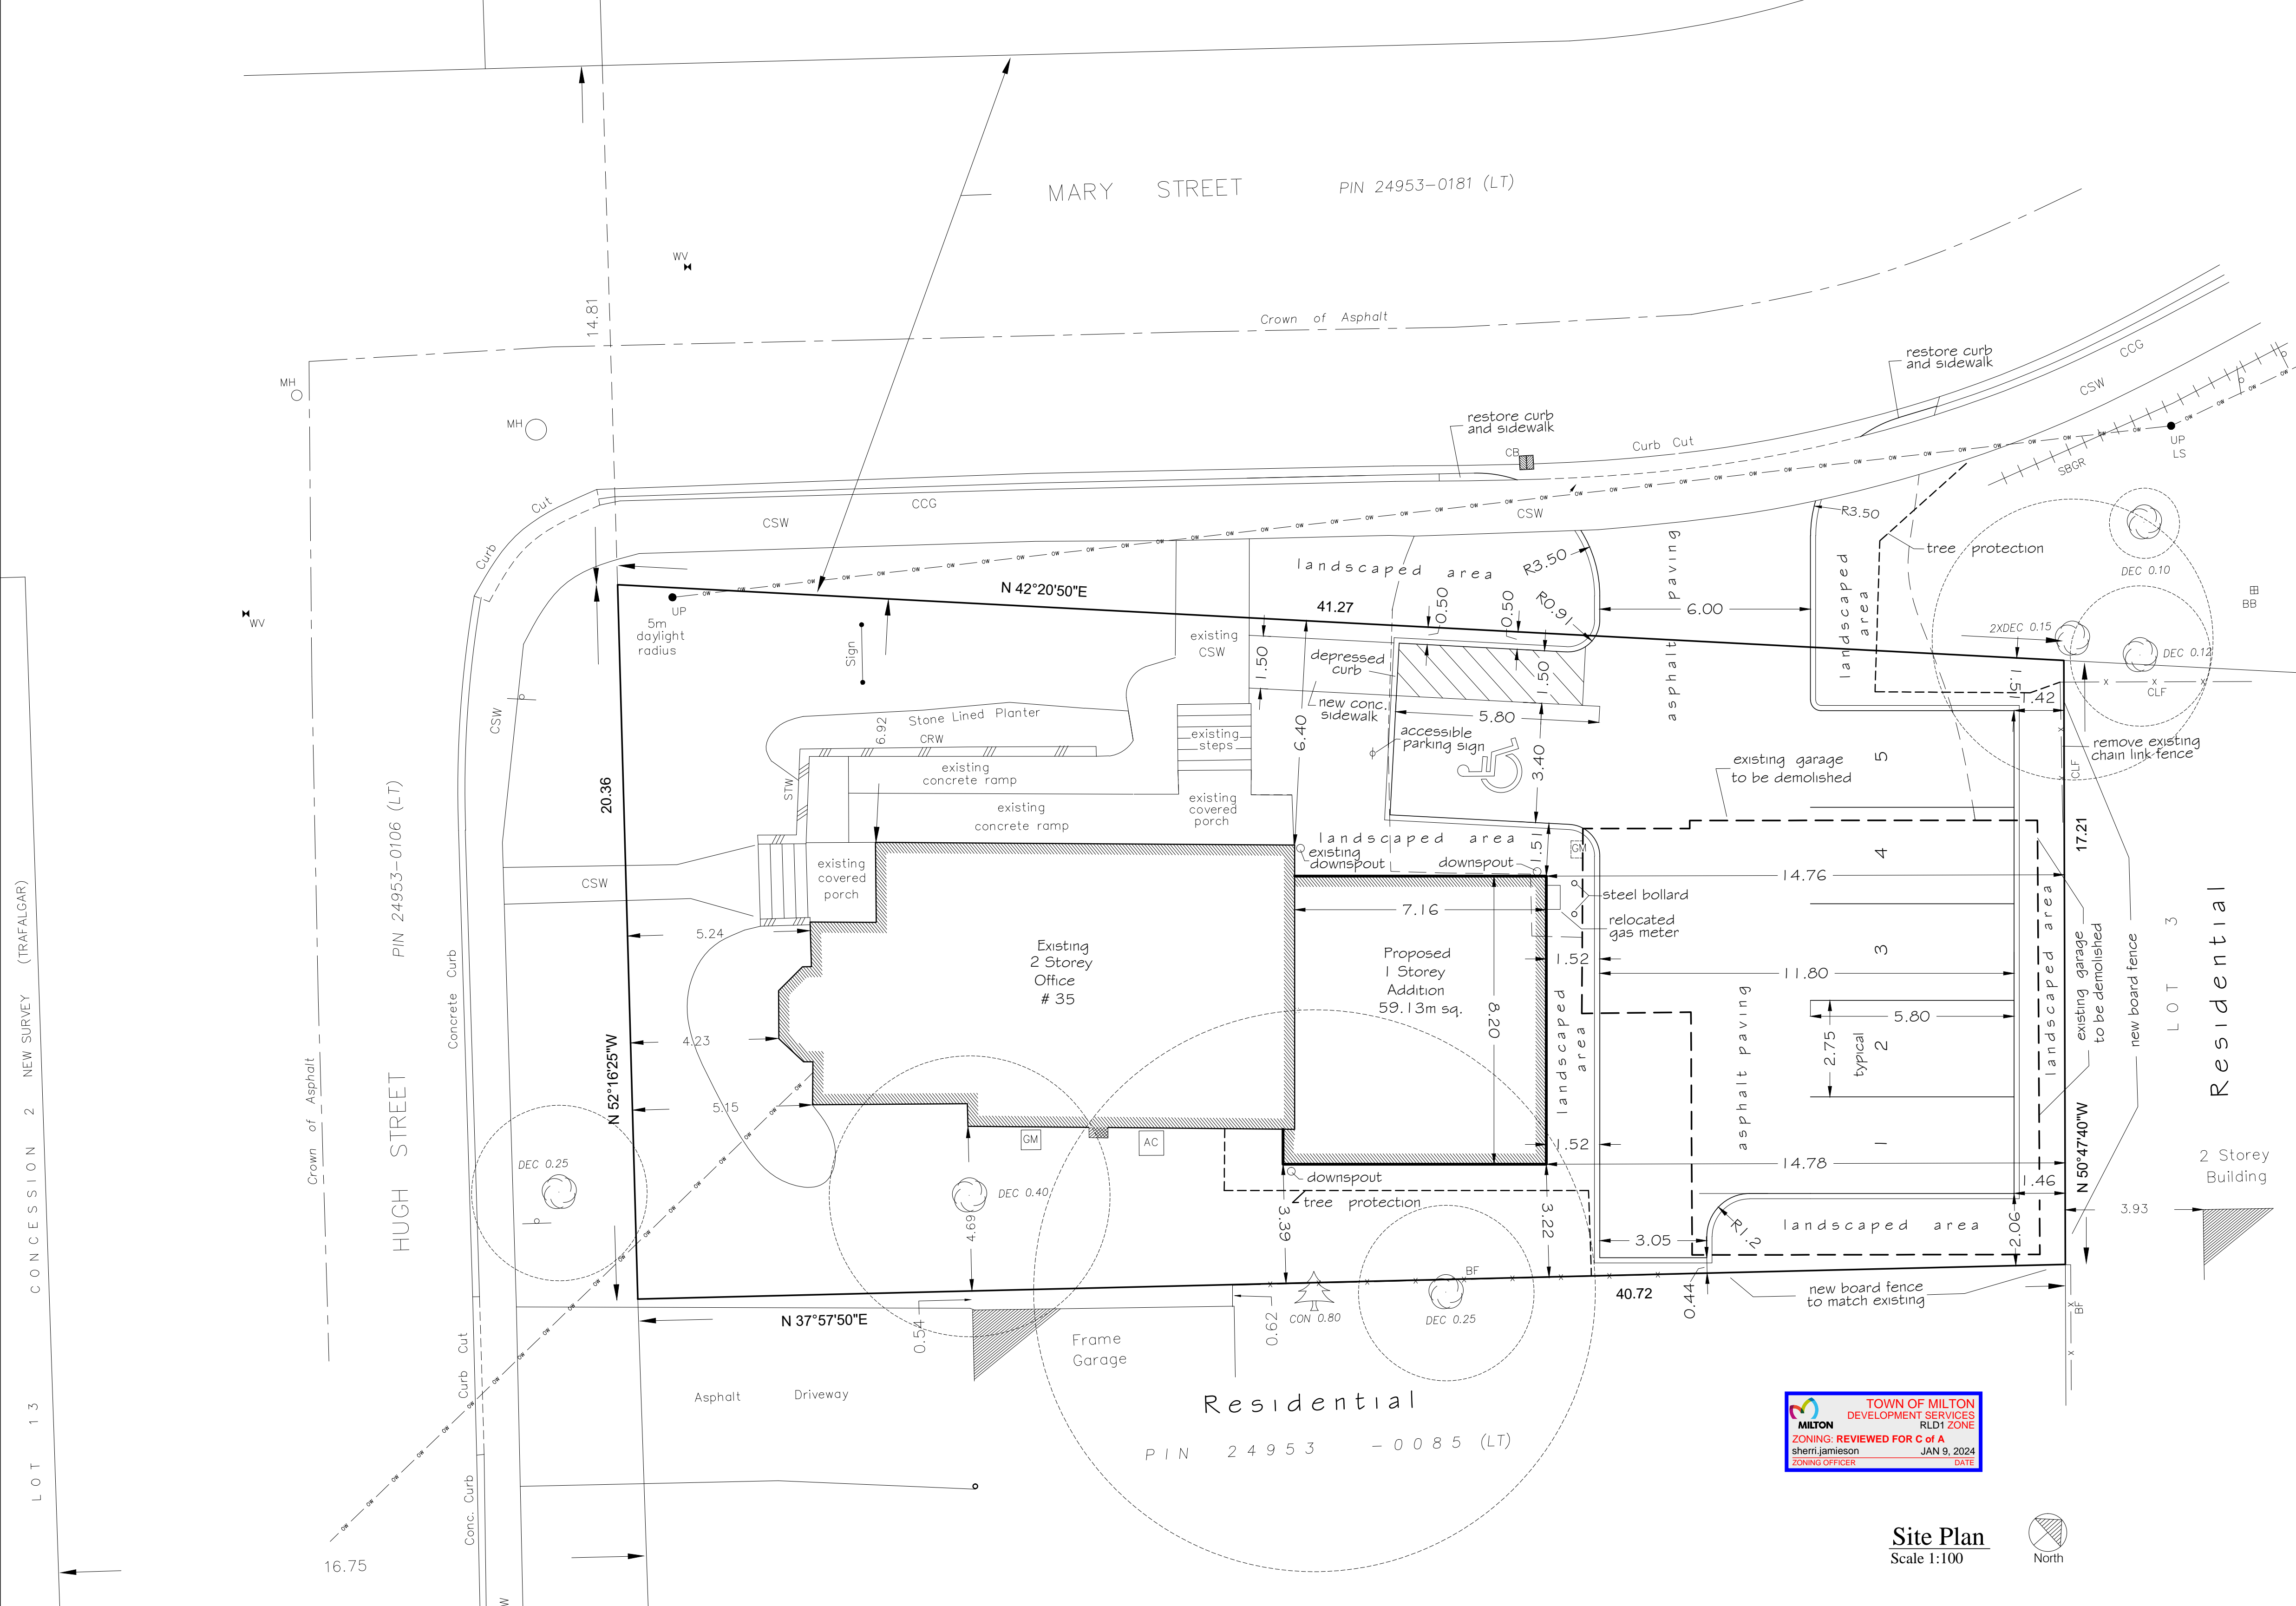 MARY STREET PIN 24953-0181 (LT)
WV
14.81
Crown of Asphalt
MH
MH
restore curb
and sidewalk
restore curb
and sidewalk
CCG
CSW
UP
LS
SBGR
CB
Curb Cut
Curb Cut
CCG
CSW
CSW
R3.50
tree protection
DEC 0.10
BB
WV
UP
5m
daylight
radius
Sign
N 42°20'50"E
41.27
landscaped area
R3.50
R0.91
0.50
0.50
6.00
asphalt paving
landscaped
area
2XDEC 0.15
DEC 0.12
CLF
1.51
1.42
existing
CSW
1.50
depressed
curb
1.50
new conc.
sidewalk
5.80
accessible
parking sign
3.40
6.40
6.92
Stone Lined Planter
CRW
STW
existing
steps
existing
concrete ramp
existing
concrete ramp
existing
covered
porch
existing garage
to be demolished
5
remove existing
chain link fence
CLF
CSW
20.36
HUGH STREET PIN 24953-0106 (LT)
Crown of Asphalt
Concrete Curb
LOT 13 CONCESSION 2 NEW SURVEY (TRAFALGAR)
CSW
existing
covered
porch
landscaped area
existing
downspout
downspout
1.51
GM
4
17.21
14.76
steel bollard
relocated
gas meter
7.16
5.24
Existing
2 Storey
Office
# 35
Proposed
1 Storey
Addition
59.13m sq.
8.20
1.52
3
11.80
landscaped area
existing garage
to be demolished
new board fence
LOT 3
Residential
landscaped
area
asphalt paving
5.80
2.75
typical
2
4.23
N 52°16'25"W
5.15
GM
AC
1.52
1
14.78
1.46
N 50°47'40"W
2 Storey
Building
3.93
DEC 0.25
DEC 0.40
downspout
tree protection
4.69
3.39
3.22
3.05
R1.2
landscaped area
2.06
0.44
BF
40.72
new board fence
to match existing
BF
N 37°57'50"E
0.54
0.62
CON 0.80
DEC 0.25
Frame
Garage
Asphalt Driveway
Curb Cut
Conc. Curb
Residential
PIN 24953 -0085 (LT)
16.75
MILTON
TOWN OF MILTON
DEVELOPMENT SERVICES
RLD1 ZONE
ZONING: REVIEWED FOR C of A
sherri.jamieson JAN 9, 2024
ZONING OFFICER DATE
Site Plan
Scale 1:100
North